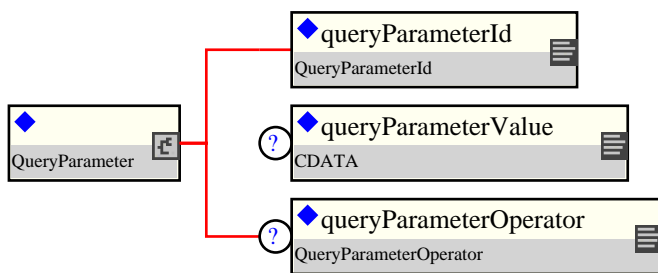 queryParameterId
QueryParameterId
QueryParameter
?
queryParameterValue
CDATA
?
queryParameterOperator
QueryParameterOperator